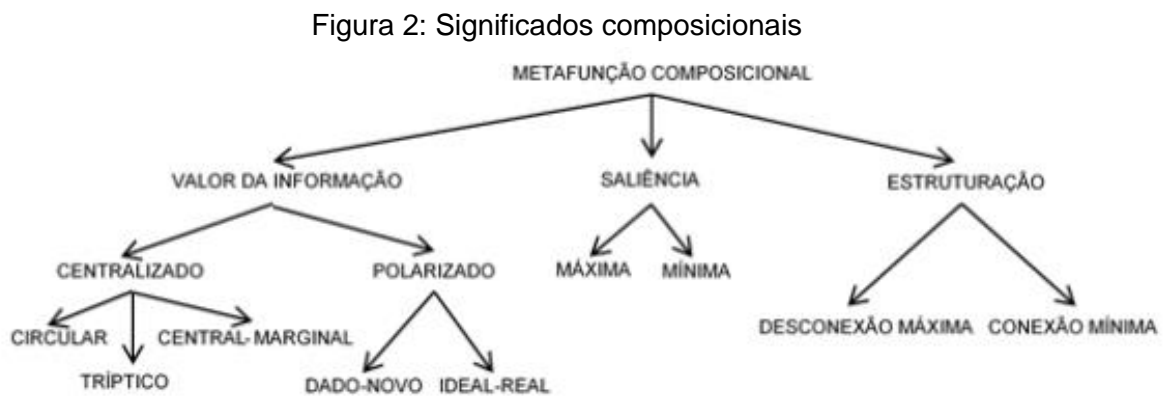 Figura 2: Significados composicionais
METAFUNÇÃO COMPOSICIONAL
VALOR DA INFORMAÇÃO
SALIÊNCIA
ESTRUTURAÇÃO
CENTRALIZADO
POLARIZADO
MÁXIMA
MÍNIMA
CIRCULAR
CENTRAL- MARGINAL
DESCONEXÃO MÁXIMA
CONEXÃO MÍNIMA
TRÍPTICO
DADO-NOVO
IDEAL-REAL